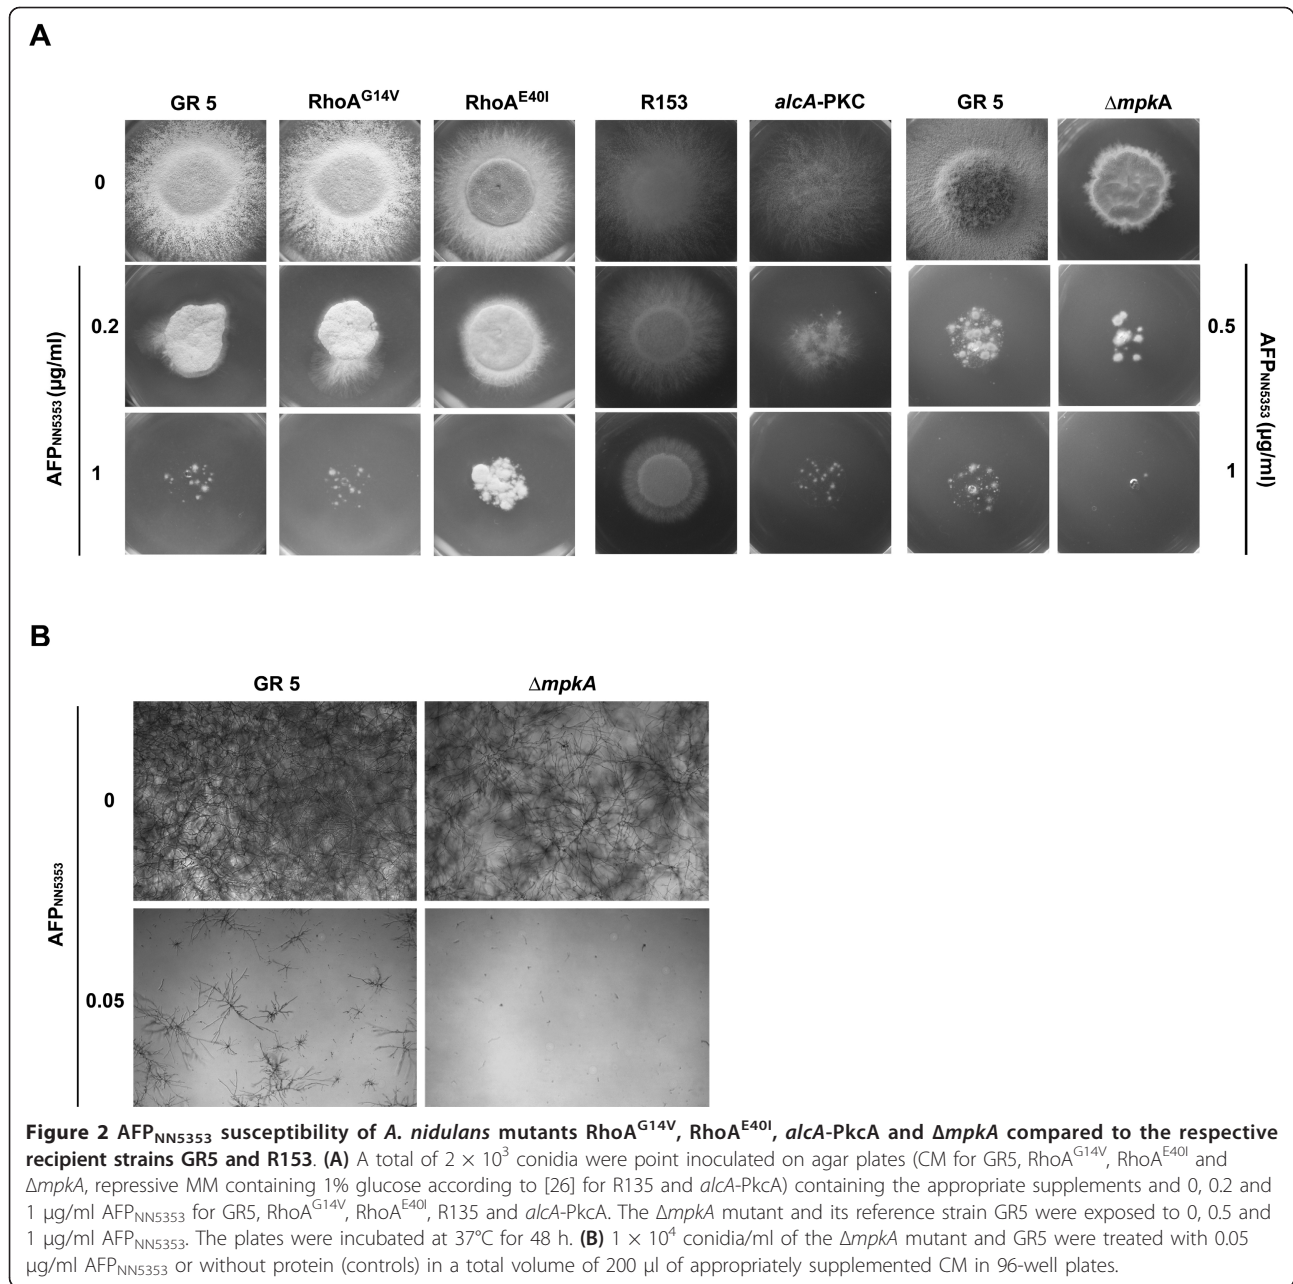 A
GR 5 RhoA^G14V RhoA^E40I R153 alcA-PKC GR 5 ΔmpkA
0
AFP_NN5353 (µg/ml)
0.2
0.5
AFP_NN5353 (µg/ml)
1
1
B
GR 5 ΔmpkA
0
AFP_NN5353
0.05
Figure 2 AFP_NN5353 susceptibility of A. nidulans mutants RhoA^G14V, RhoA^E40I, alcA-PkcA and ΔmpkA compared to the respective
recipient strains GR5 and R153. (A) A total of 2 × 10³ conidia were point inoculated on agar plates (CM for GR5, RhoA^G14V, RhoA^E40I and
ΔmpkA, repressive MM containing 1% glucose according to [26] for R135 and alcA-PkcA) containing the appropriate supplements and 0, 0.2 and
1 µg/ml AFP_NN5353 for GR5, RhoA^G14V, RhoA^E40I, R135 and alcA-PkcA. The ΔmpkA mutant and its reference strain GR5 were exposed to 0, 0.5 and
1 µg/ml AFP_NN5353. The plates were incubated at 37°C for 48 h. (B) 1 × 10⁴ conidia/ml of the ΔmpkA mutant and GR5 were treated with 0.05
µg/ml AFP_NN5353 or without protein (controls) in a total volume of 200 µl of appropriately supplemented CM in 96-well plates.